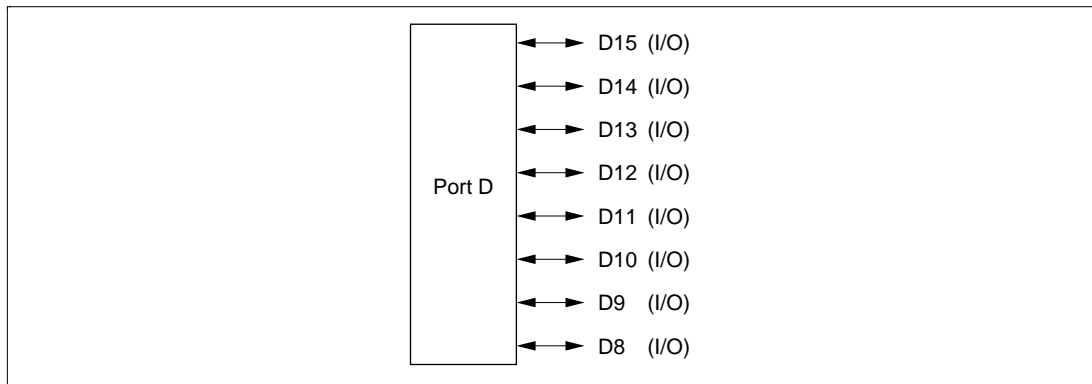 D15 (I/O)
D14 (I/O)
D13 (I/O)
D12 (I/O)
Port D
D11 (I/O)
D10 (I/O)
D9 (I/O)
D8 (I/O)